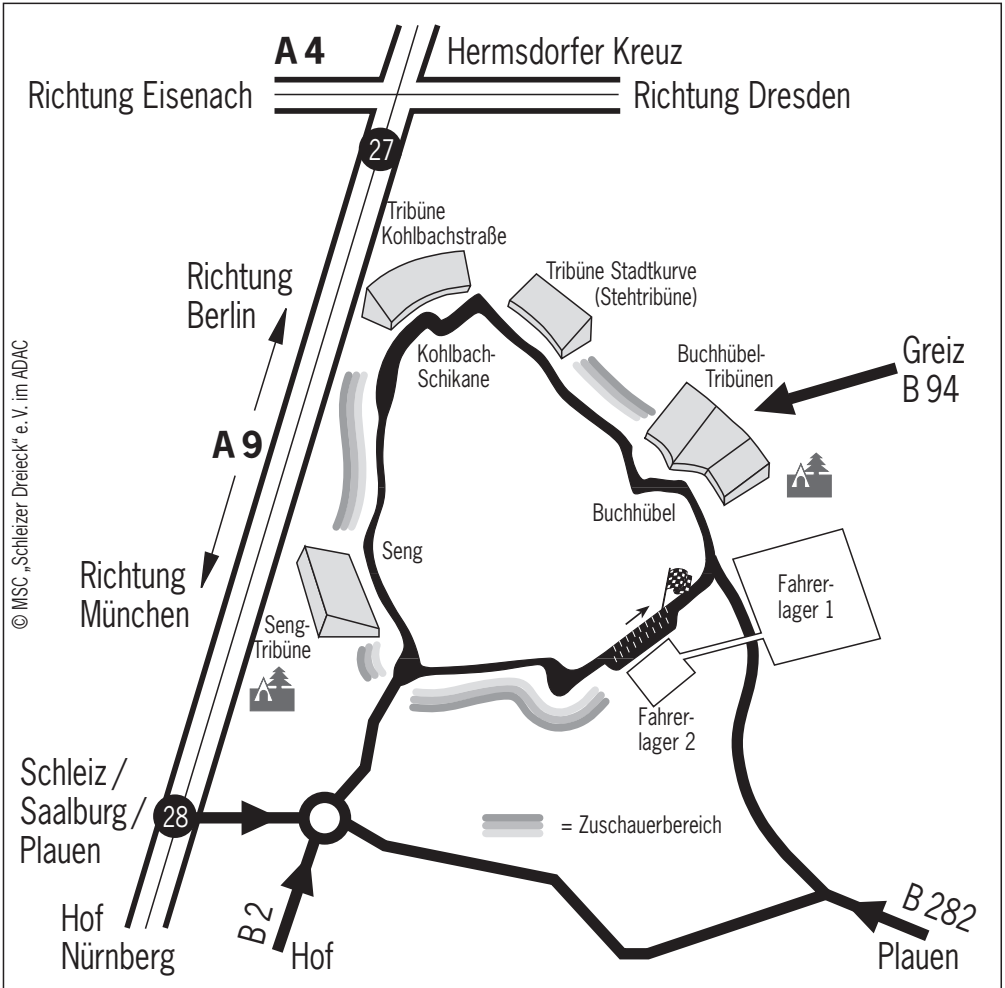 A 4
Hermsdorfer Kreuz
Richtung Eisenach
Richtung Dresden
27
Tribüne
Kohlbachstraße
Richtung
Berlin
Tribüne Stadtkurve
(Stehtribüne)
Kohlbach-
Schikane
Buchhübel-
Tribünen
Greiz
B 94
© MSC „Schleizer Dreieck“ e. V. im ADAC
A 9
Buchhübel
Seng
Richtung
München
Fahrer-
lager 1
Seng-
Tribüne
Fahrer-
lager 2
Schleiz /
Saalburg /
Plauen
28
= Zuschauerbereich
Hof
Nürnberg
B 2
Hof
B 282
Plauen